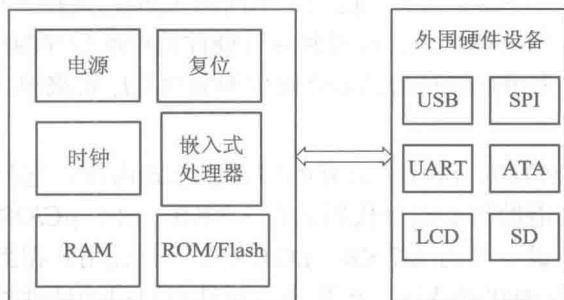 电源 复位
时钟 嵌入式
处理器
RAM ROM/Flash
外围硬件设备
USB SPI
UART ATA
LCD SD